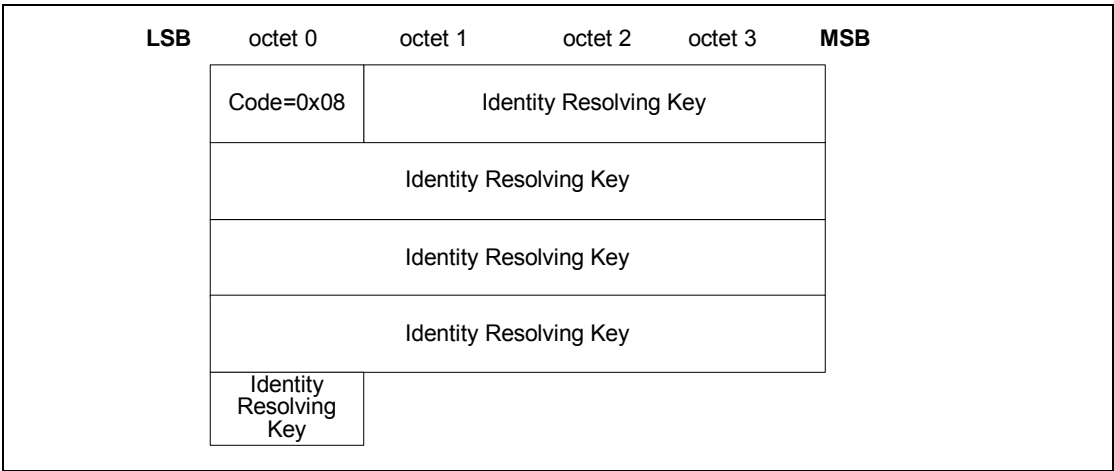 LSB octet 0 octet 1 octet 2 octet 3 MSB
Code=0x08 Identity Resolving Key
Identity Resolving Key
Identity Resolving Key
Identity Resolving Key
Identity
Resolving
Key